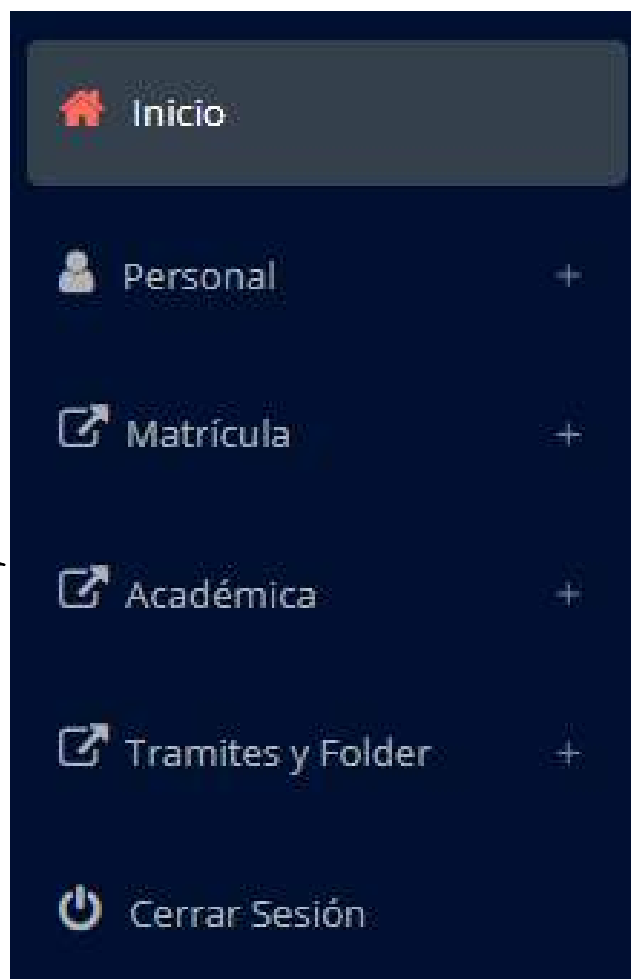 Inicio
Personal +
Matrícula +
Académica +
Tramites y Folder +
Cerrar Sesión